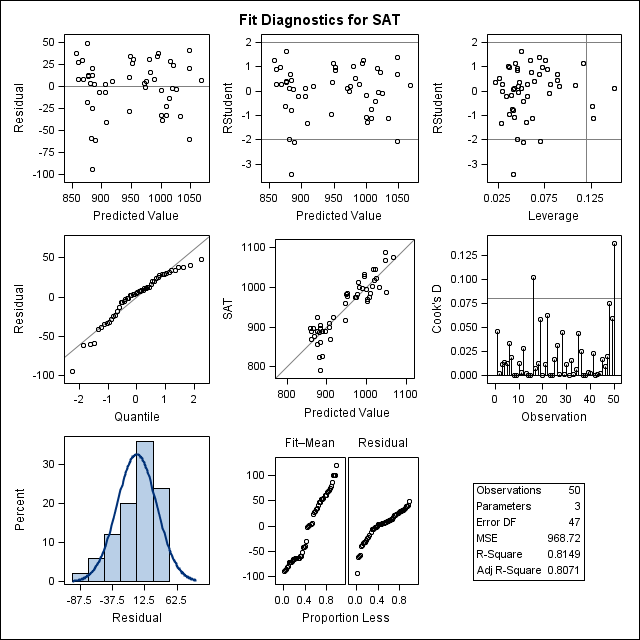 Fit Diagnostics for SAT
50
25
0
-25
-50
-75
-100
Residual
850 900 950 1000 1050
Predicted Value
2
1
0
-1
-2
-3
RStudent
850 900 950 1000 1050
Predicted Value
2
1
0
-1
-2
-3
RStudent
0.025 0.075 0.125
Leverage
50
0
-50
-100
Residual
-2 -1 0 1 2
Quantile
1100
1000
900
800
SAT
800 900 1000 1100
Predicted Value
0.125
0.100
0.075
0.050
0.025
0.000
Cook's D
0 10 20 30 40 50
Observation
30
20
10
0
Percent
-87.5 -37.5 12.5 62.5
Residual
Fit–Mean Residual
100
50
0
-50
-100
0.0 0.4 0.8 0.0 0.4 0.8
Proportion Less
Observations 50
Parameters 3
Error DF 47
MSE 968.72
R-Square 0.8149
Adj R-Square 0.8071